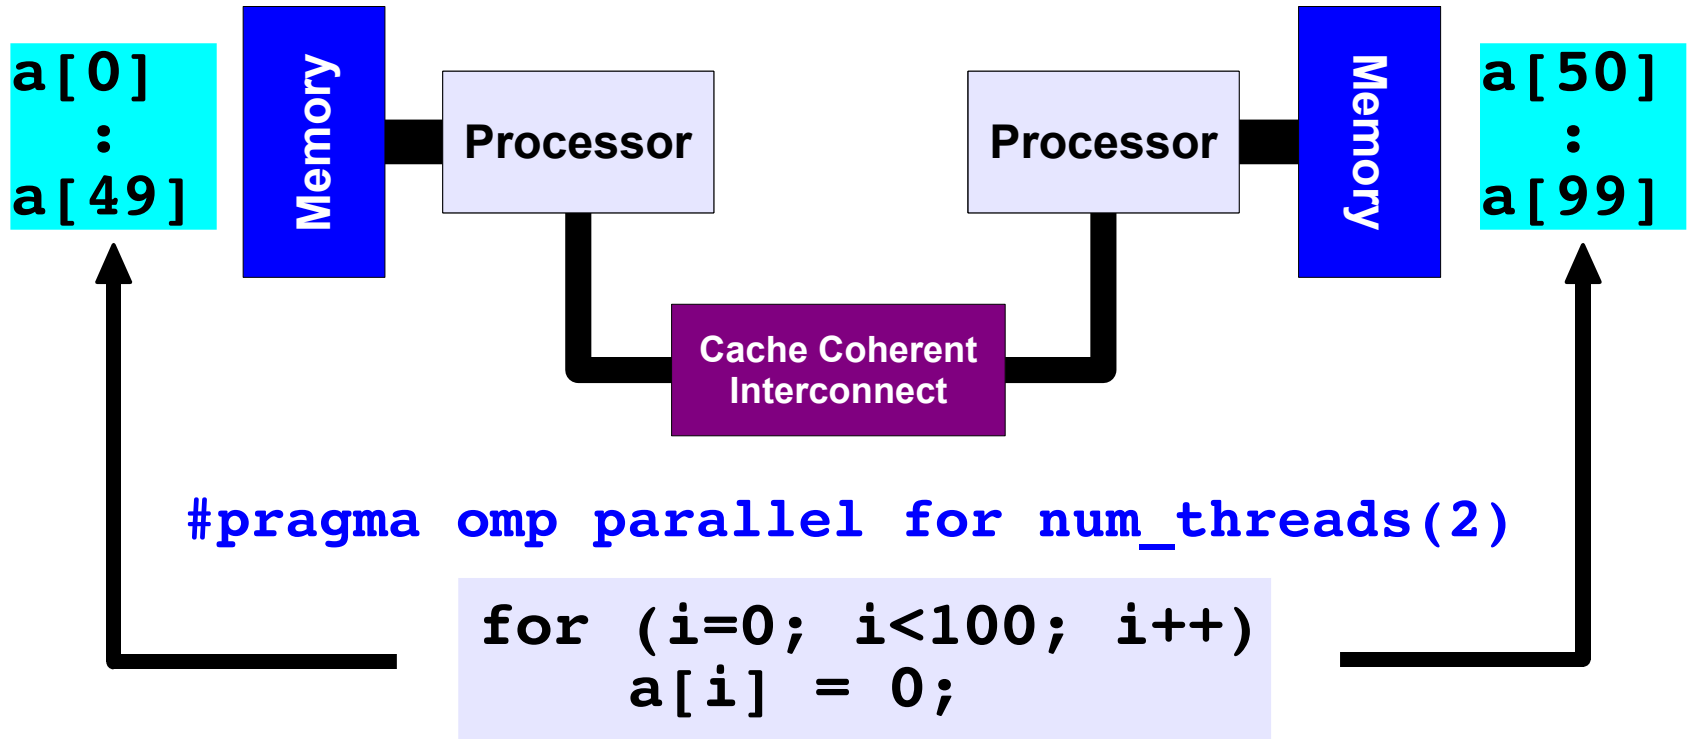 a[0]
:
a[49]
Memory
Processor
Processor
Memory
a[50]
:
a[99]
Cache Coherent
Interconnect
#pragma omp parallel for num_threads(2)
for (i=0; i<100; i++)
a[i] = 0;